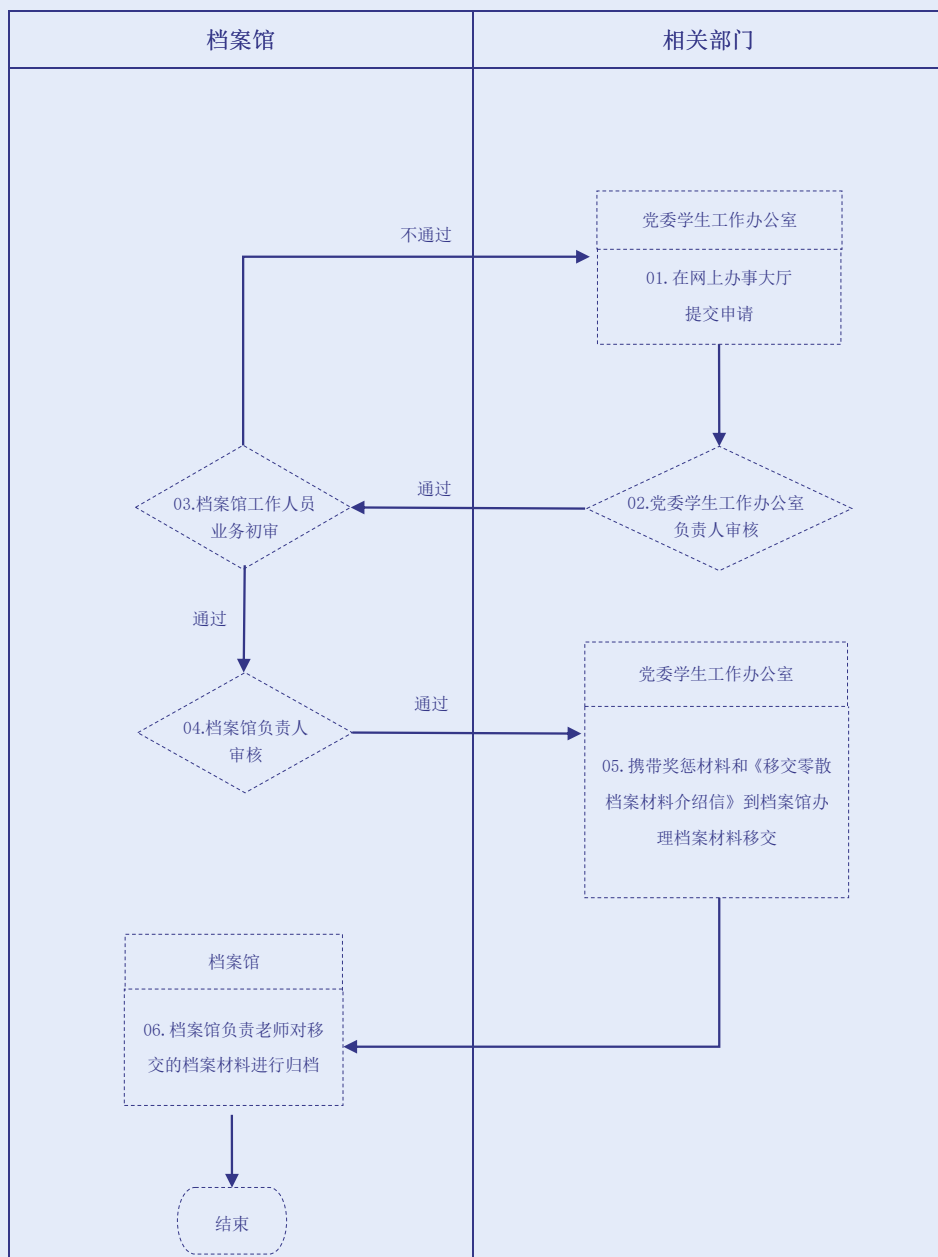 档案馆
相关部门
党委学生工作办公室
不通过
01.在网上办事大厅
提交申请
通过
03.档案馆工作人员
业务初审
02.党委学生工作办公室
负责人审核
通过
党委学生工作办公室
通过
04.档案馆负责人
审核
05.携带奖惩材料和《移交零散
档案材料介绍信》到档案馆办
理档案材料移交
档案馆
06.档案馆负责老师对移
交的档案材料进行归档
结束